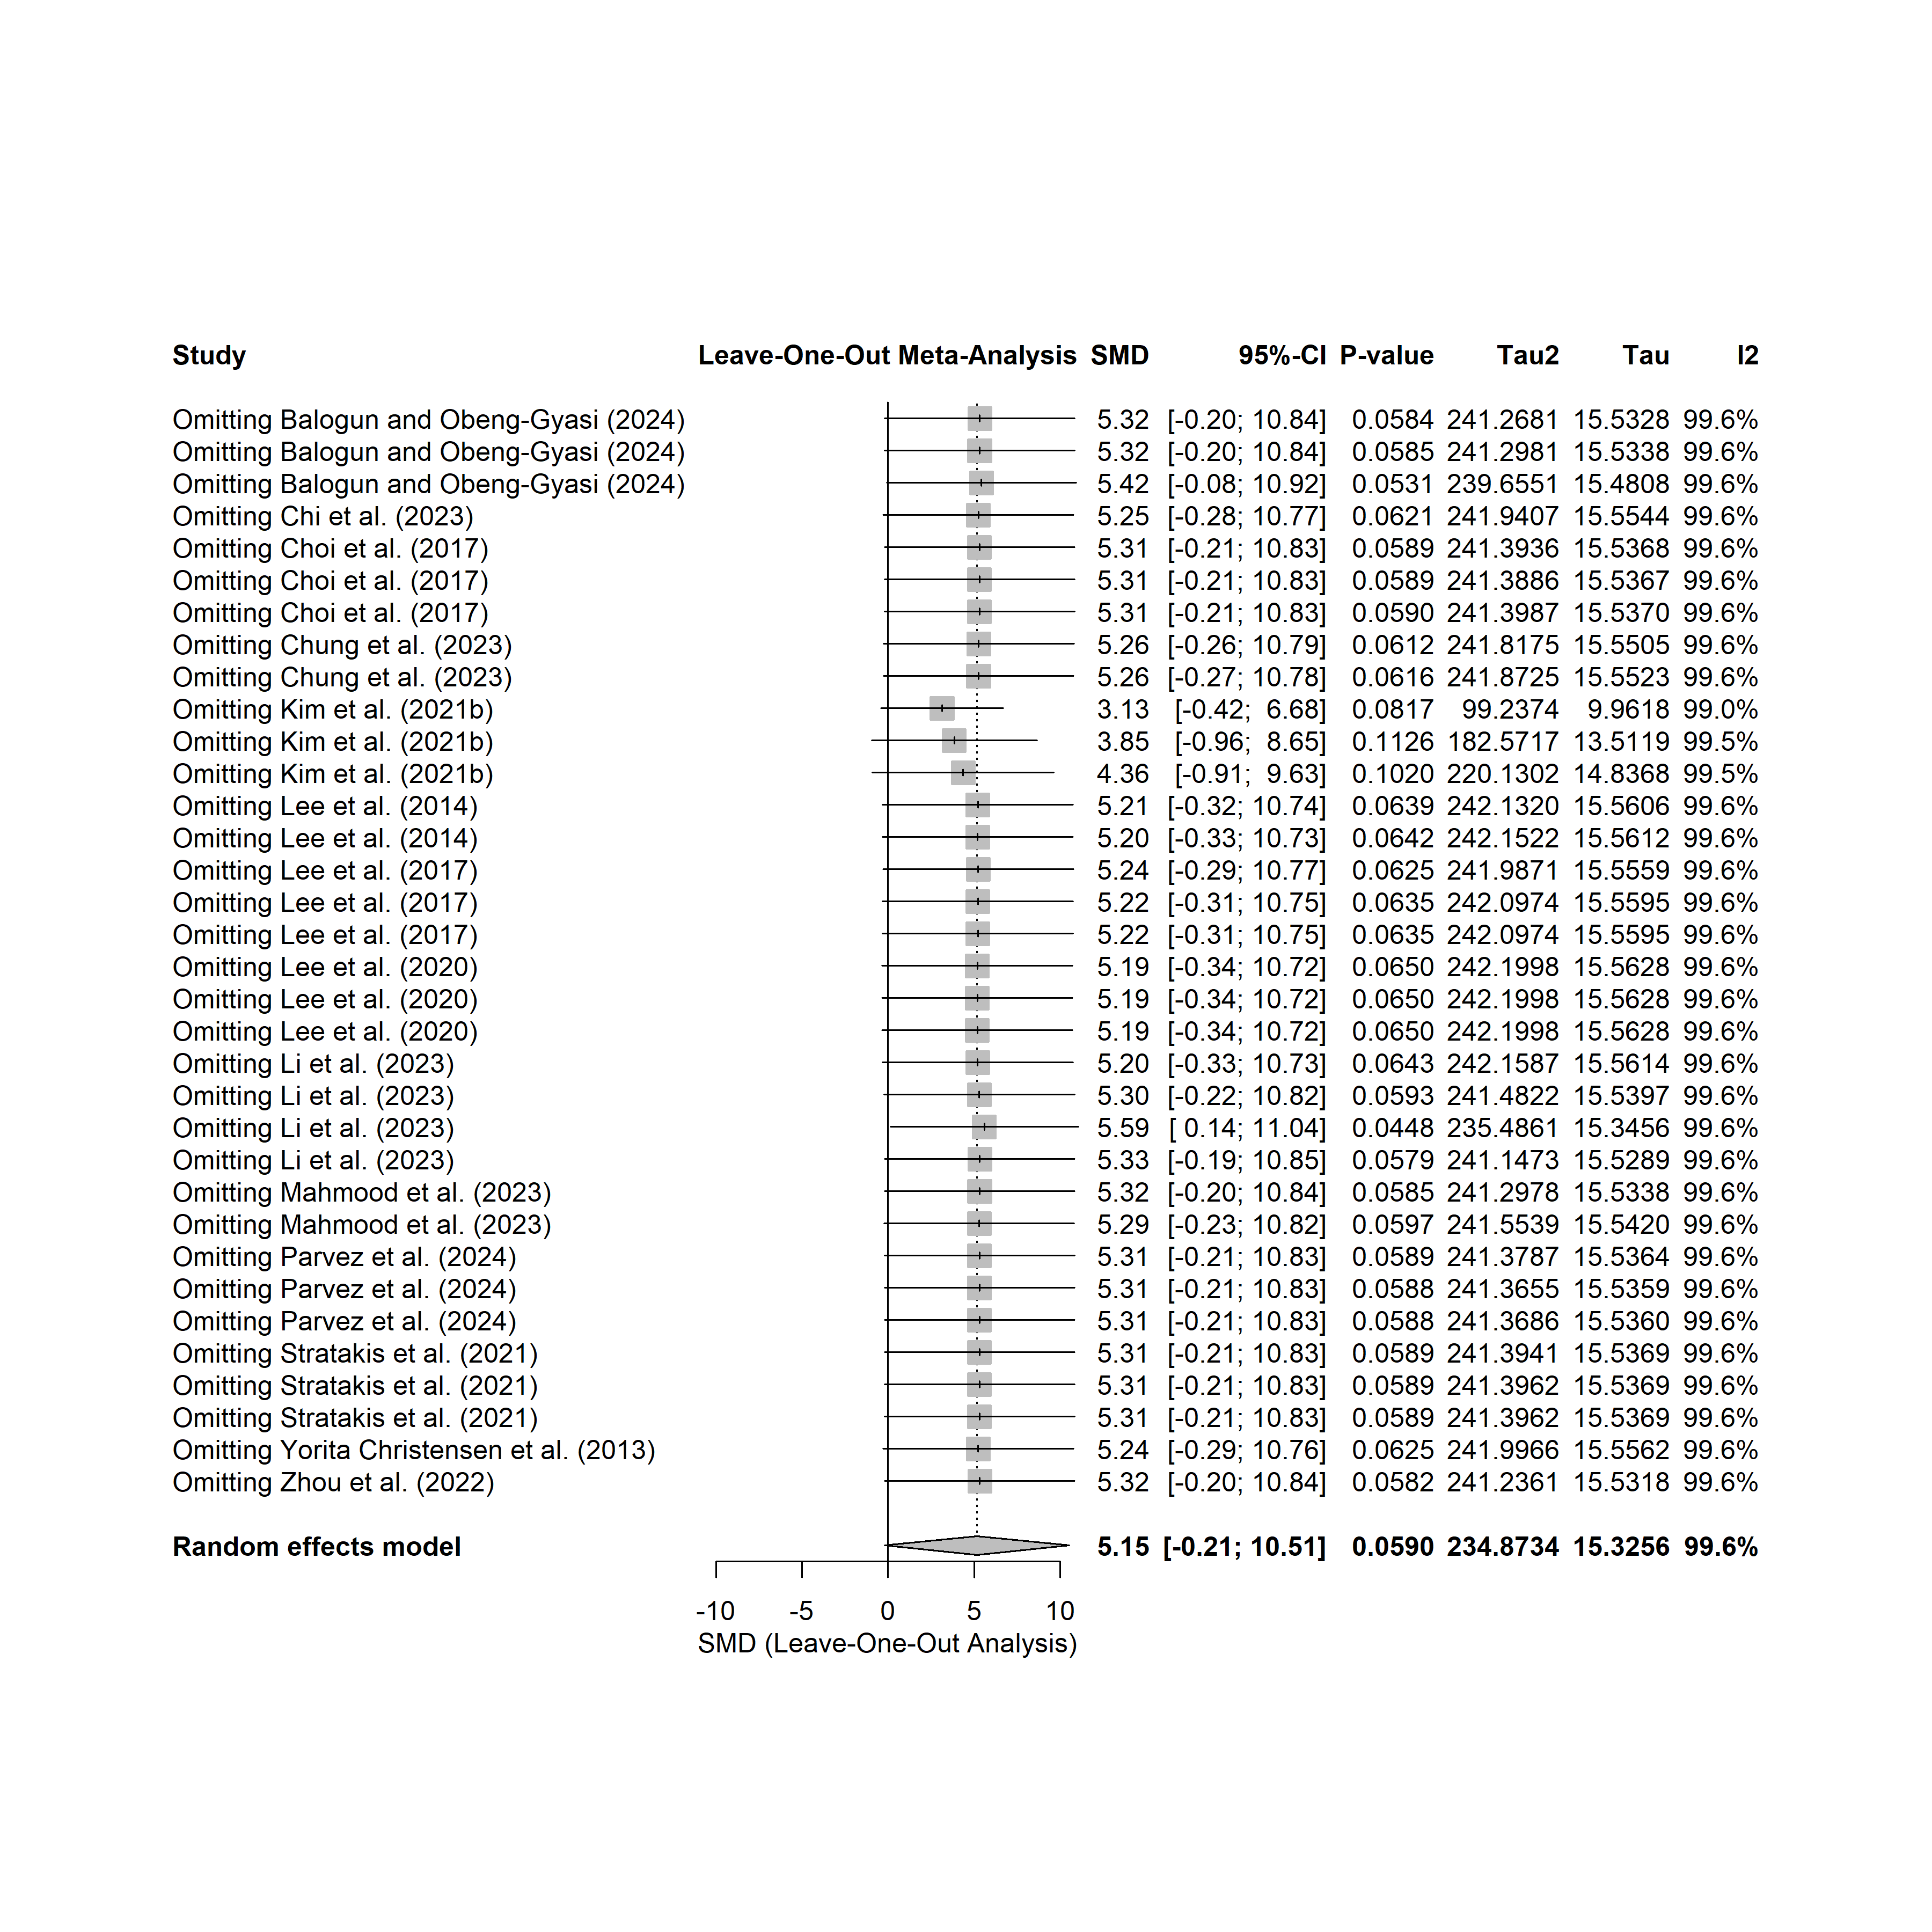 Study Leave-One-Out Meta-Analysis SMD 95%-CI P-value Tau2 Tau I2
Omitting Balogun and Obeng-Gyasi (2024) 5.32 [-0.20; 10.84] 0.0584 241.2681 15.5328 99.6%
Omitting Balogun and Obeng-Gyasi (2024) 5.32 [-0.20; 10.84] 0.0585 241.2981 15.5338 99.6%
Omitting Balogun and Obeng-Gyasi (2024) 5.42 [-0.08; 10.92] 0.0531 239.6551 15.4808 99.6%
Omitting Chi et al. (2023) 5.25 [-0.28; 10.77] 0.0621 241.9407 15.5544 99.6%
Omitting Choi et al. (2017) 5.31 [-0.21; 10.83] 0.0589 241.3936 15.5368 99.6%
Omitting Choi et al. (2017) 5.31 [-0.21; 10.83] 0.0589 241.3886 15.5367 99.6%
Omitting Choi et al. (2017) 5.31 [-0.21; 10.83] 0.0590 241.3987 15.5370 99.6%
Omitting Chung et al. (2023) 5.26 [-0.26; 10.79] 0.0612 241.8175 15.5505 99.6%
Omitting Chung et al. (2023) 5.26 [-0.27; 10.78] 0.0616 241.8725 15.5523 99.6%
Omitting Kim et al. (2021b) 3.13 [-0.42; 6.68] 0.0817 99.2374 9.9618 99.0%
Omitting Kim et al. (2021b) 3.85 [-0.96; 8.65] 0.1126 182.5717 13.5119 99.5%
Omitting Kim et al. (2021b) 4.36 [-0.91; 9.63] 0.1020 220.1302 14.8368 99.5%
Omitting Lee et al. (2014) 5.21 [-0.32; 10.74] 0.0639 242.1320 15.5606 99.6%
Omitting Lee et al. (2014) 5.20 [-0.33; 10.73] 0.0642 242.1522 15.5612 99.6%
Omitting Lee et al. (2017) 5.24 [-0.29; 10.77] 0.0625 241.9871 15.5559 99.6%
Omitting Lee et al. (2017) 5.22 [-0.31; 10.75] 0.0635 242.0974 15.5595 99.6%
Omitting Lee et al. (2017) 5.22 [-0.31; 10.75] 0.0635 242.0974 15.5595 99.6%
Omitting Lee et al. (2020) 5.19 [-0.34; 10.72] 0.0650 242.1998 15.5628 99.6%
Omitting Lee et al. (2020) 5.19 [-0.34; 10.72] 0.0650 242.1998 15.5628 99.6%
Omitting Lee et al. (2020) 5.19 [-0.34; 10.72] 0.0650 242.1998 15.5628 99.6%
Omitting Li et al. (2023) 5.20 [-0.33; 10.73] 0.0643 242.1587 15.5614 99.6%
Omitting Li et al. (2023) 5.30 [-0.22; 10.82] 0.0593 241.4822 15.5397 99.6%
Omitting Li et al. (2023) 5.59 [ 0.14; 11.04] 0.0448 235.4861 15.3456 99.6%
Omitting Li et al. (2023) 5.33 [-0.19; 10.85] 0.0579 241.1473 15.5289 99.6%
Omitting Mahmood et al. (2023) 5.32 [-0.20; 10.84] 0.0585 241.2978 15.5338 99.6%
Omitting Mahmood et al. (2023) 5.29 [-0.23; 10.82] 0.0597 241.5539 15.5420 99.6%
Omitting Parvez et al. (2024) 5.31 [-0.21; 10.83] 0.0589 241.3787 15.5364 99.6%
Omitting Parvez et al. (2024) 5.31 [-0.21; 10.83] 0.0588 241.3655 15.5359 99.6%
Omitting Parvez et al. (2024) 5.31 [-0.21; 10.83] 0.0588 241.3686 15.5360 99.6%
Omitting Stratakis et al. (2021) 5.31 [-0.21; 10.83] 0.0589 241.3941 15.5369 99.6%
Omitting Stratakis et al. (2021) 5.31 [-0.21; 10.83] 0.0589 241.3962 15.5369 99.6%
Omitting Stratakis et al. (2021) 5.31 [-0.21; 10.83] 0.0589 241.3962 15.5369 99.6%
Omitting Yorita Christensen et al. (2013) 5.24 [-0.29; 10.76] 0.0625 241.9966 15.5562 99.6%
Omitting Zhou et al. (2022) 5.32 [-0.20; 10.84] 0.0582 241.2361 15.5318 99.6%
Random effects model 5.15 [-0.21; 10.51] 0.0590 234.8734 15.3256 99.6%
-10 -5 0 5 10
SMD (Leave-One-Out Analysis)